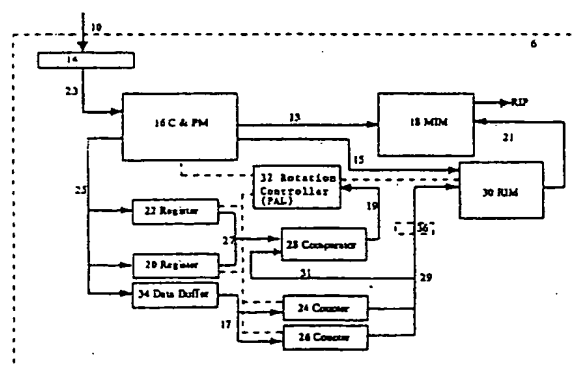 10
6
14
23
16 C & PM
13
18 MIM
RIP
21
15
32 Rotation
Controller
(PAL)
30 RIM
25
22 Register
19
27
28 Comparator
36
20 Register
31
29
34 Data Buffer
24 Counter
17
26 Counter